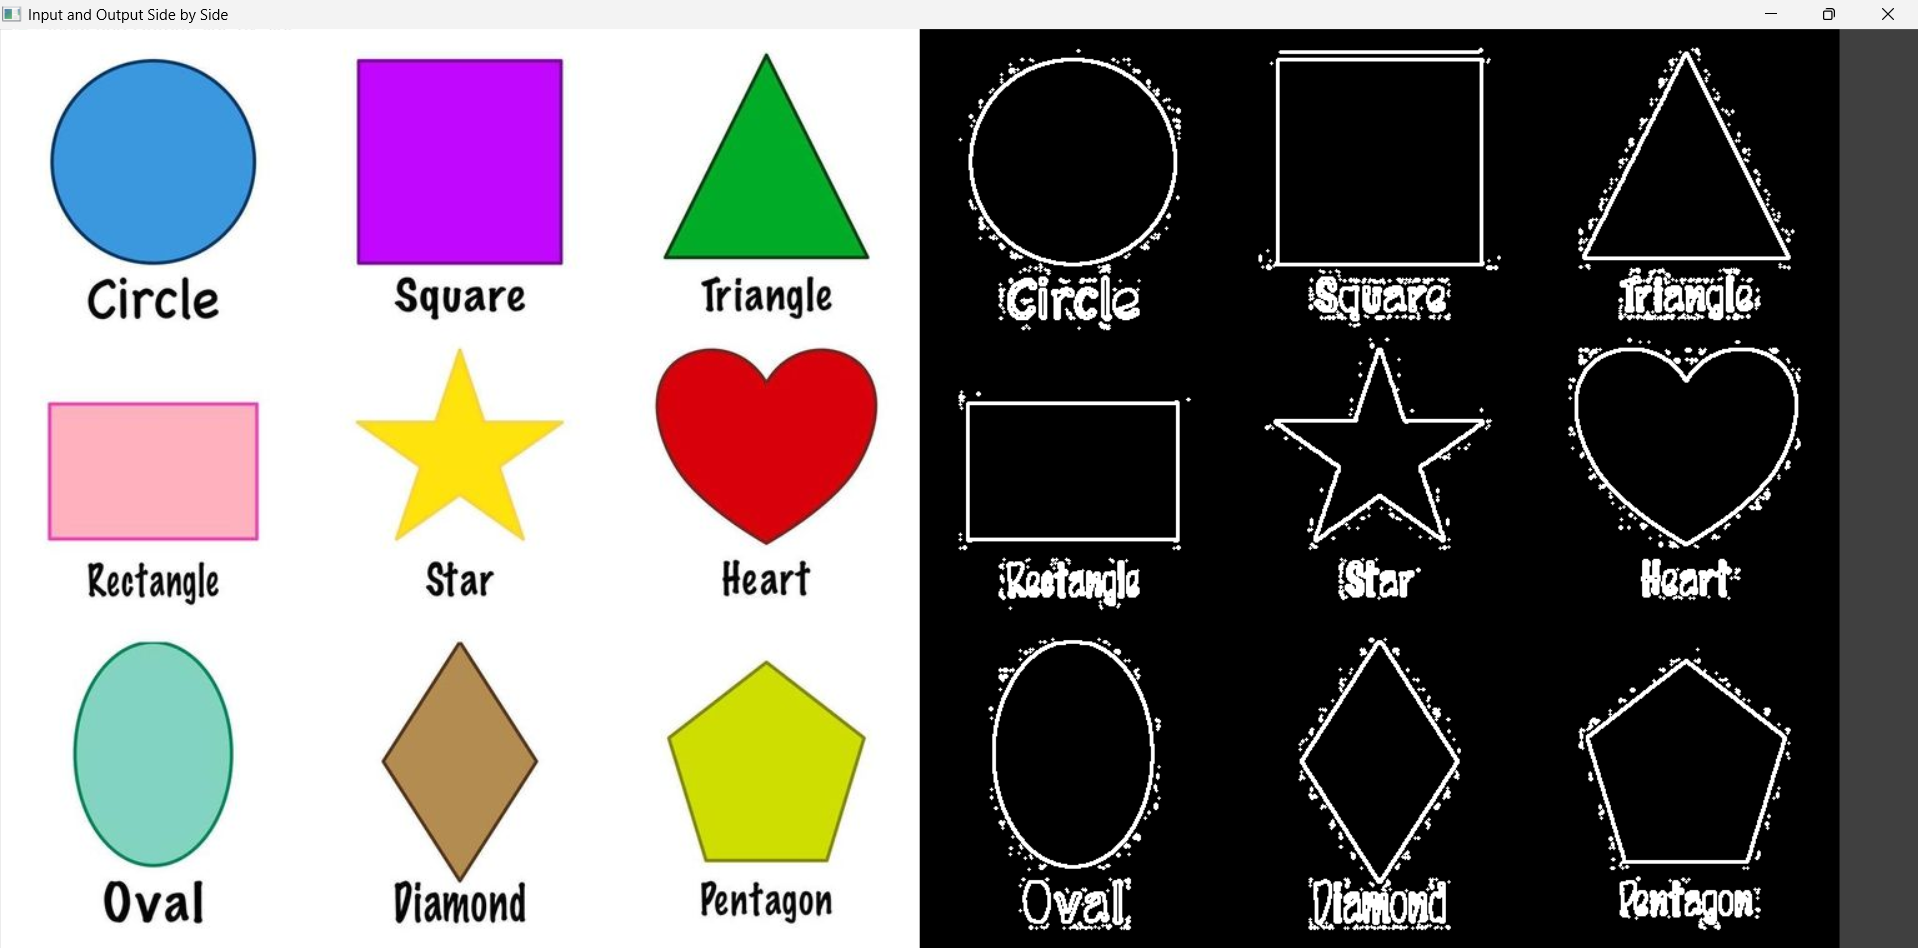 Input and Output Side by Side
Circle Square Triangle Circle Square Triangle
Rectangle Star Heart Rectangle Star Heart
Oval Diamond Pentagon Oval Diamond Pentagon